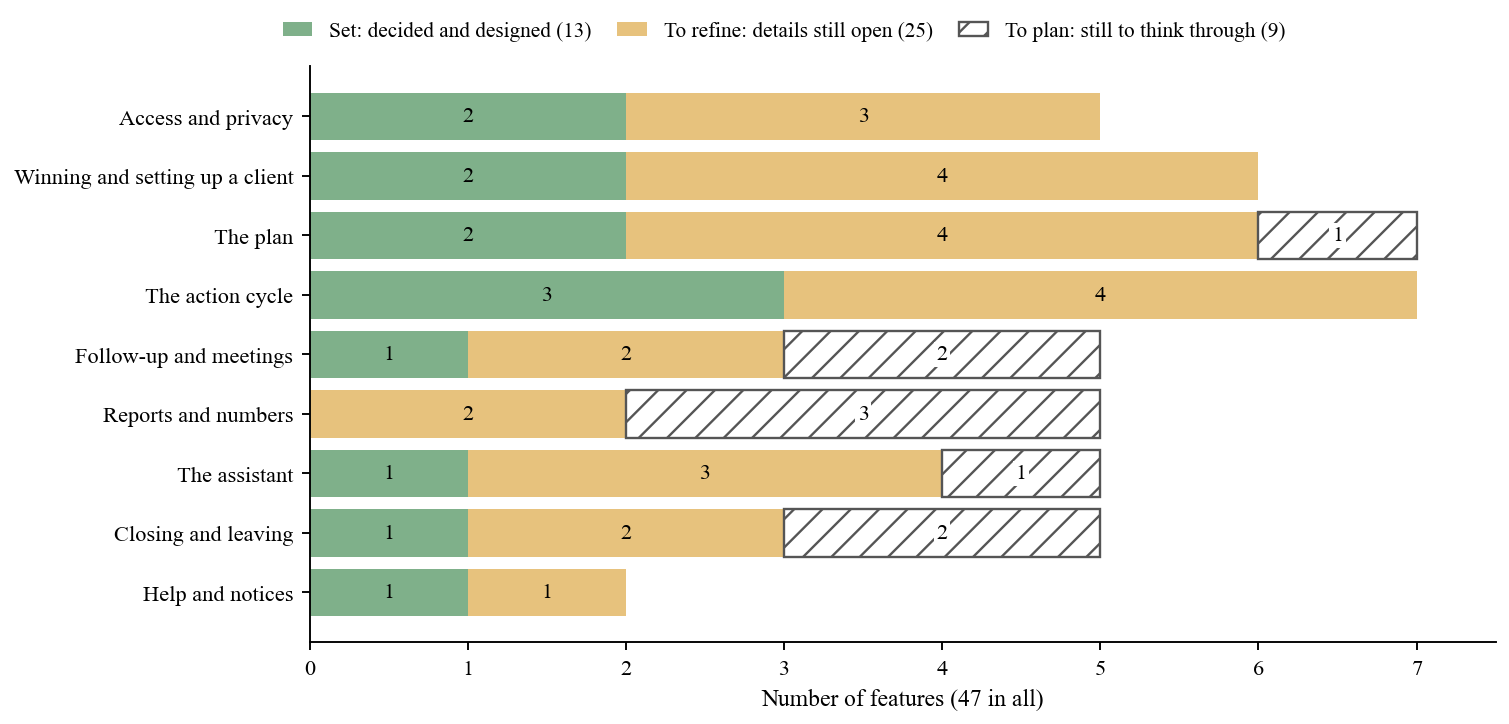 Set: decided and designed (13) To refine: details still open (25) To plan: still to think through (9)
Access and privacy 2 3
Winning and setting up a client 2 4
The plan 2 4 1
The action cycle 3 4
Follow-up and meetings 1 2 2
Reports and numbers 2 3
The assistant 1 3 1
Closing and leaving 1 2 2
Help and notices 1 1
0 1 2 3 4 5 6 7
Number of features (47 in all)